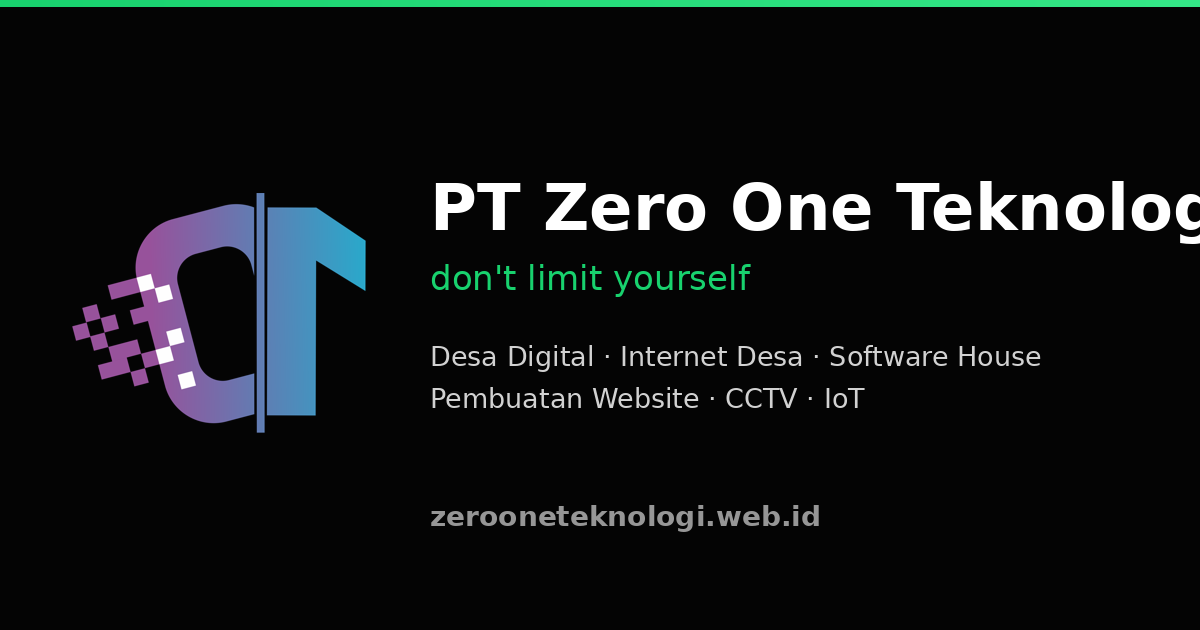 PT Zero One Teknolog
don't limit yourself
Desa Digital · Internet Desa · Software House
Pembuatan Website · CCTV · IoT
zerooneteknologi.web.id